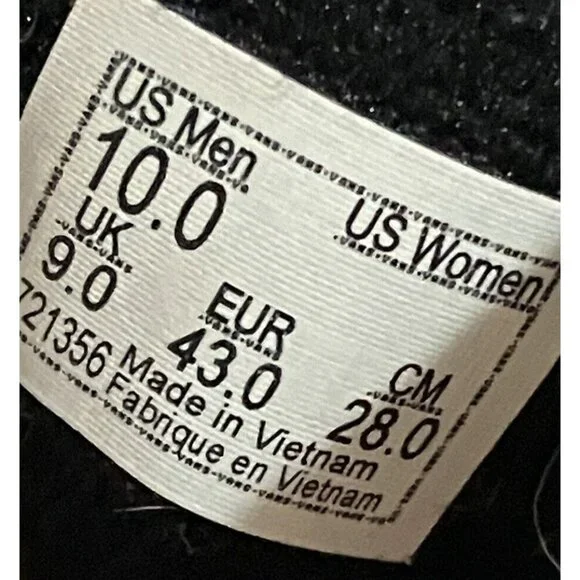 US Men US Women
10.0
UK EUR CM
9.0 43.0 28.0
721356 Made in Vietnam
Fabrique en Vietnam